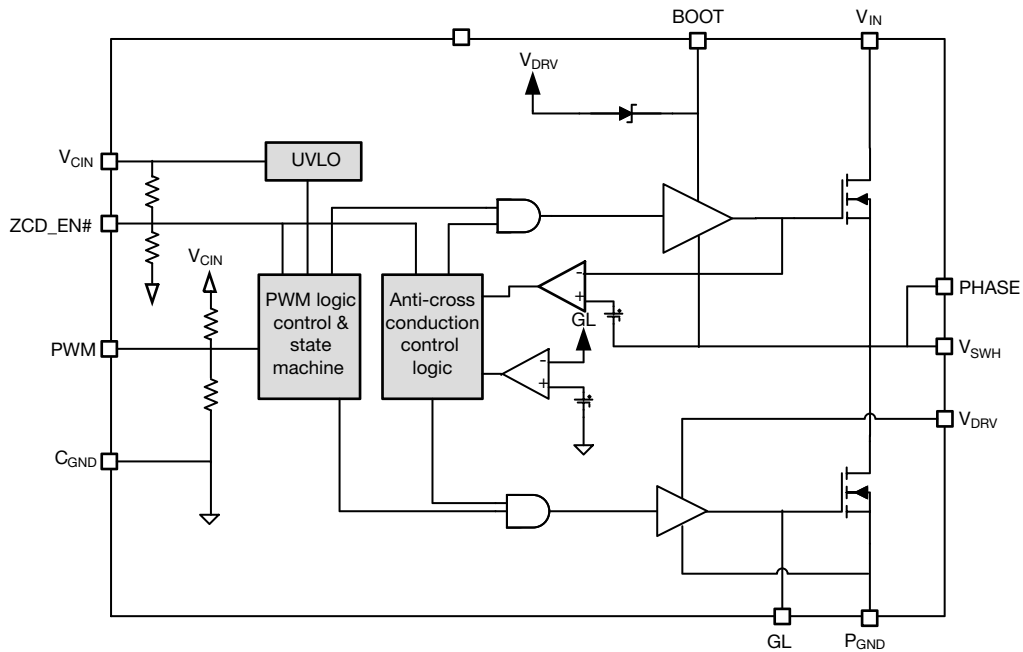 BOOT
VIN
VDRV
VCIN
UVLO
ZCD_EN#
VCIN
PWM logic
control &
state
machine
Anti-cross
conduction
control
logic
-
+
GL
-
+
PHASE
PWM
VSWH
VDRV
CGND
GL
PGND